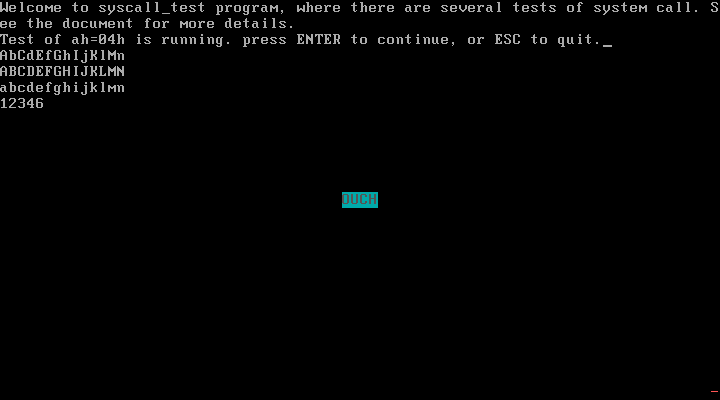 Welcome to syscall_test program, where there are several tests of system call. S
ee the document for more details.
Test of ah=04h is running. press ENTER to continue, or ESC to quit._
AbCdEfGhIjKlMn
ABCDEFGHIJKLMN
abcdefghijklmn
12346
OUCH